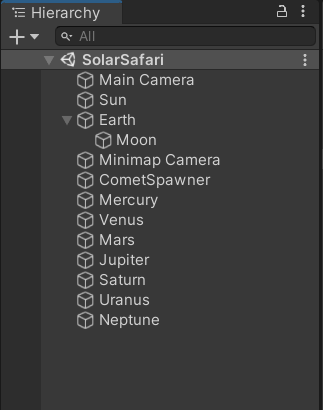 Hierarchy
All
SolarSafari
Main Camera
Sun
Earth
Moon
Minimap Camera
CometSpawner
Mercury
Venus
Mars
Jupiter
Saturn
Uranus
Neptune